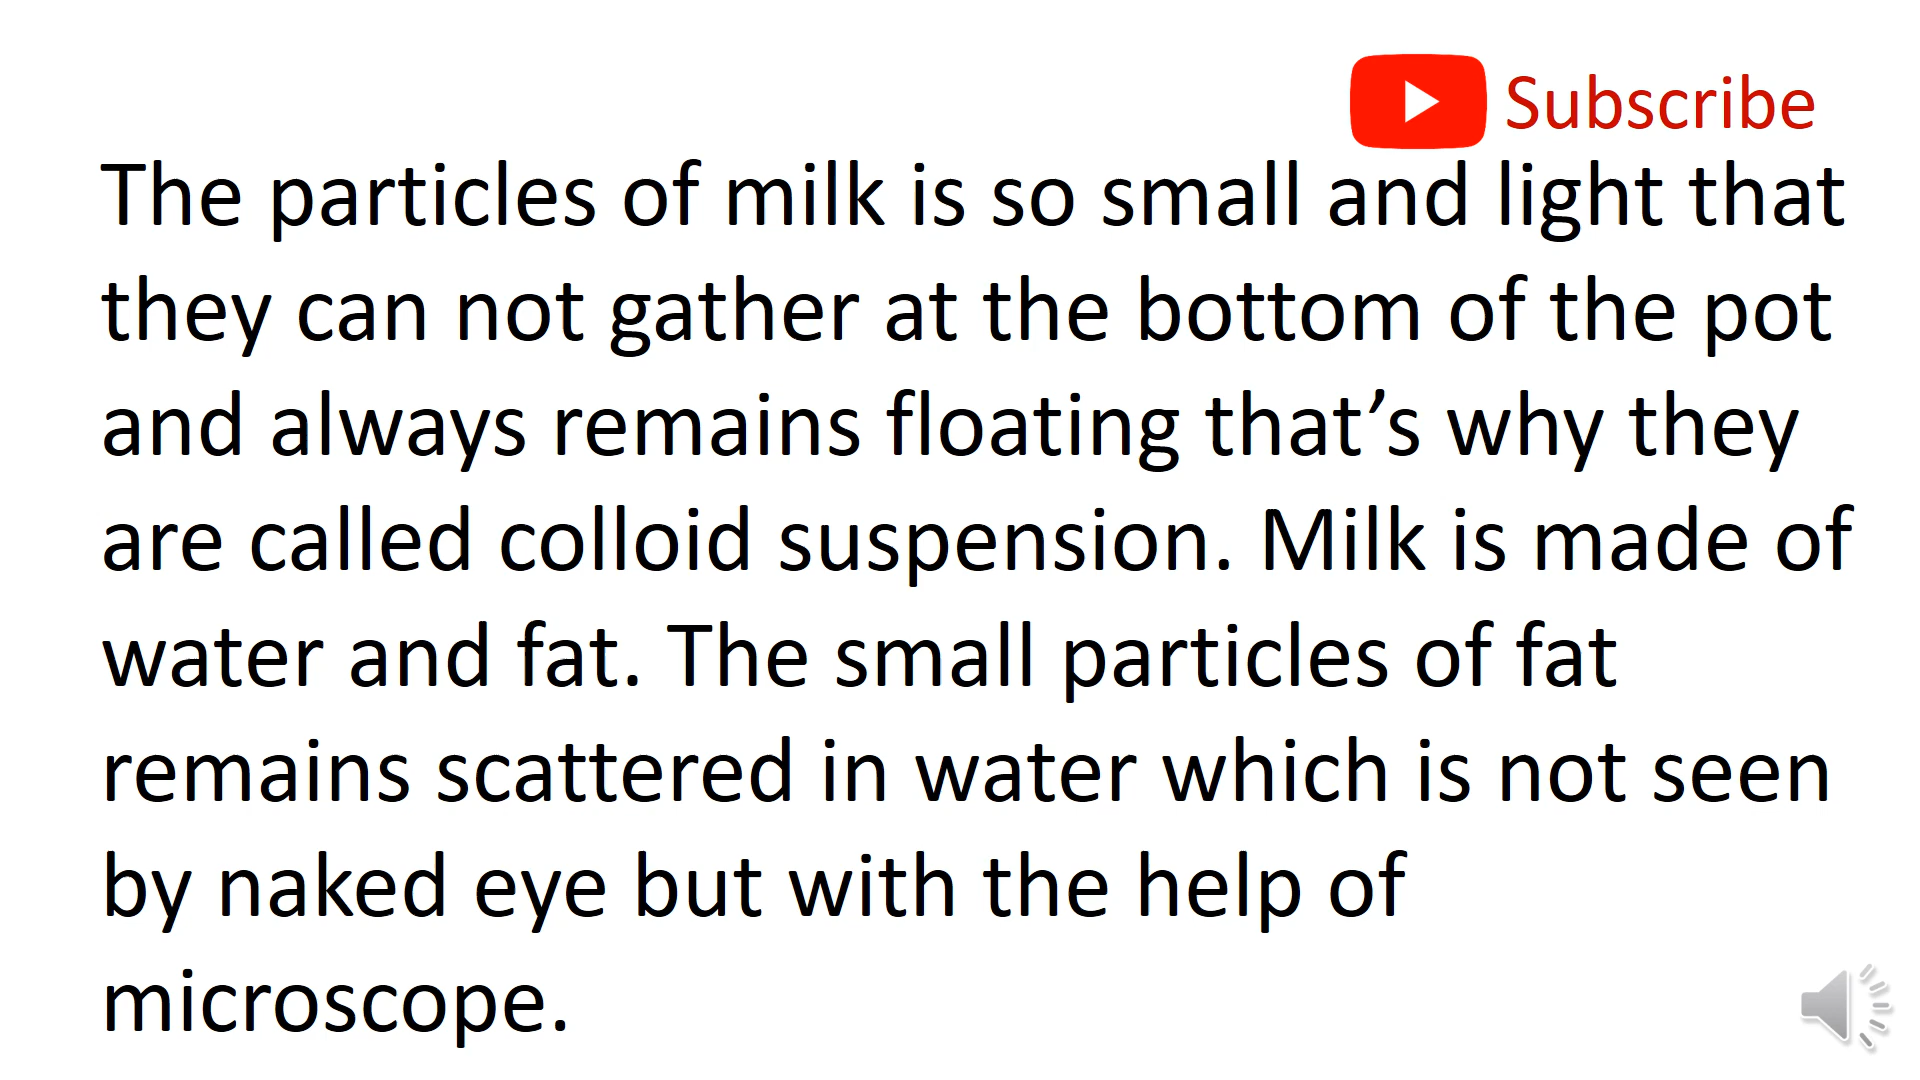 Subscribe
The particles of milk is so small and light that
they can not gather at the bottom of the pot
and always remains floating that’s why they
are called colloid suspension. Milk is made of
water and fat. The small particles of fat
remains scattered in water which is not seen
by naked eye but with the help of
microscope.